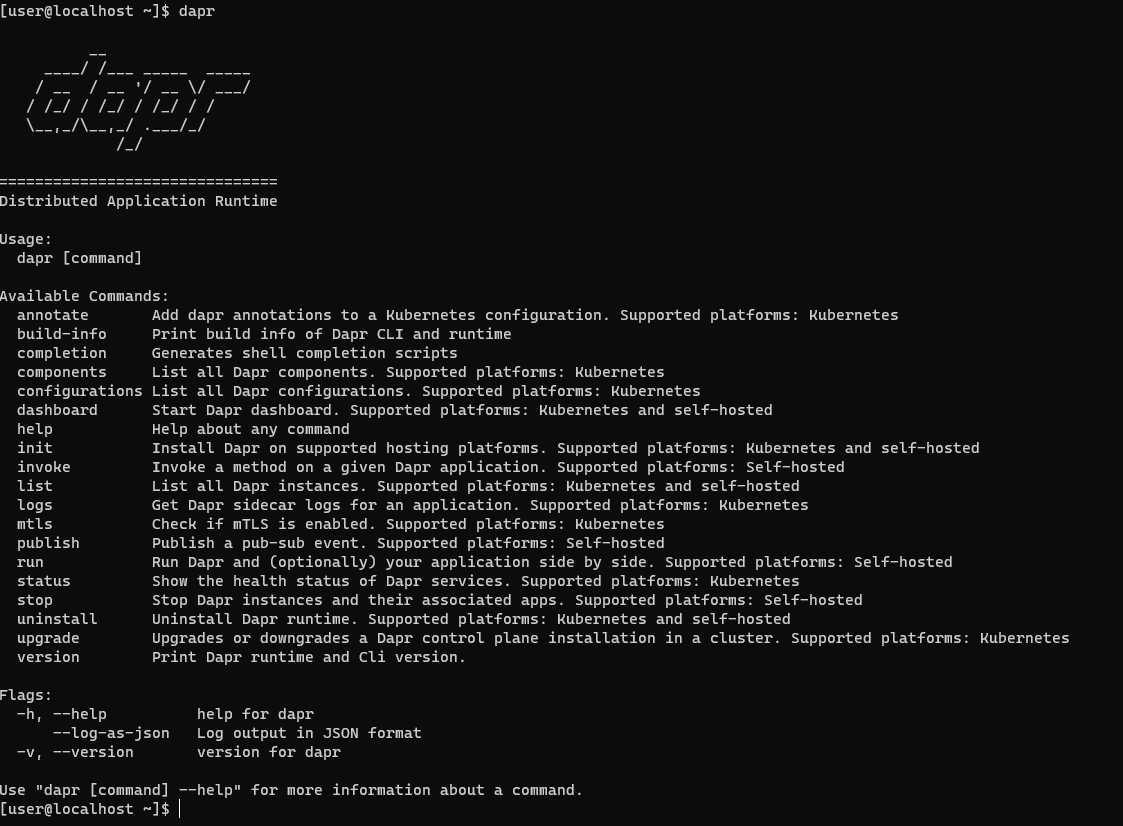 [user@localhost ~]$ dapr
          __
     ____/ /___ _____  _____
    / __  / __ '/ __ \/ ___/
   / /_/ / /_/ / /_/ / /
   \__,_/\__,_/ .___/_/
             /_/
===============================
Distributed Application Runtime
Usage:
  dapr [command]
Available Commands:
  annotate       Add dapr annotations to a Kubernetes configuration. Supported platforms: Kubernetes
  build-info     Print build info of Dapr CLI and runtime
  completion     Generates shell completion scripts
  components     List all Dapr components. Supported platforms: Kubernetes
  configurations List all Dapr configurations. Supported platforms: Kubernetes
  dashboard      Start Dapr dashboard. Supported platforms: Kubernetes and self-hosted
  help           Help about any command
  init           Install Dapr on supported hosting platforms. Supported platforms: Kubernetes and self-hosted
  invoke         Invoke a method on a given Dapr application. Supported platforms: Self-hosted
  list           List all Dapr instances. Supported platforms: Kubernetes and self-hosted
  logs           Get Dapr sidecar logs for an application. Supported platforms: Kubernetes
  mtls           Check if mTLS is enabled. Supported platforms: Kubernetes
  publish        Publish a pub-sub event. Supported platforms: Self-hosted
  run            Run Dapr and (optionally) your application side by side. Supported platforms: Self-hosted
  status         Show the health status of Dapr services. Supported platforms: Kubernetes
  stop           Stop Dapr instances and their associated apps. Supported platforms: Self-hosted
  uninstall      Uninstall Dapr runtime. Supported platforms: Kubernetes and self-hosted
  upgrade        Upgrades or downgrades a Dapr control plane installation in a cluster. Supported platforms: Kubernetes
  version        Print Dapr runtime and Cli version.
Flags:
  -h, --help          help for dapr
      --log-as-json   Log output in JSON format
  -v, --version       version for dapr
Use "dapr [command] --help" for more information about a command.
[user@localhost ~]$